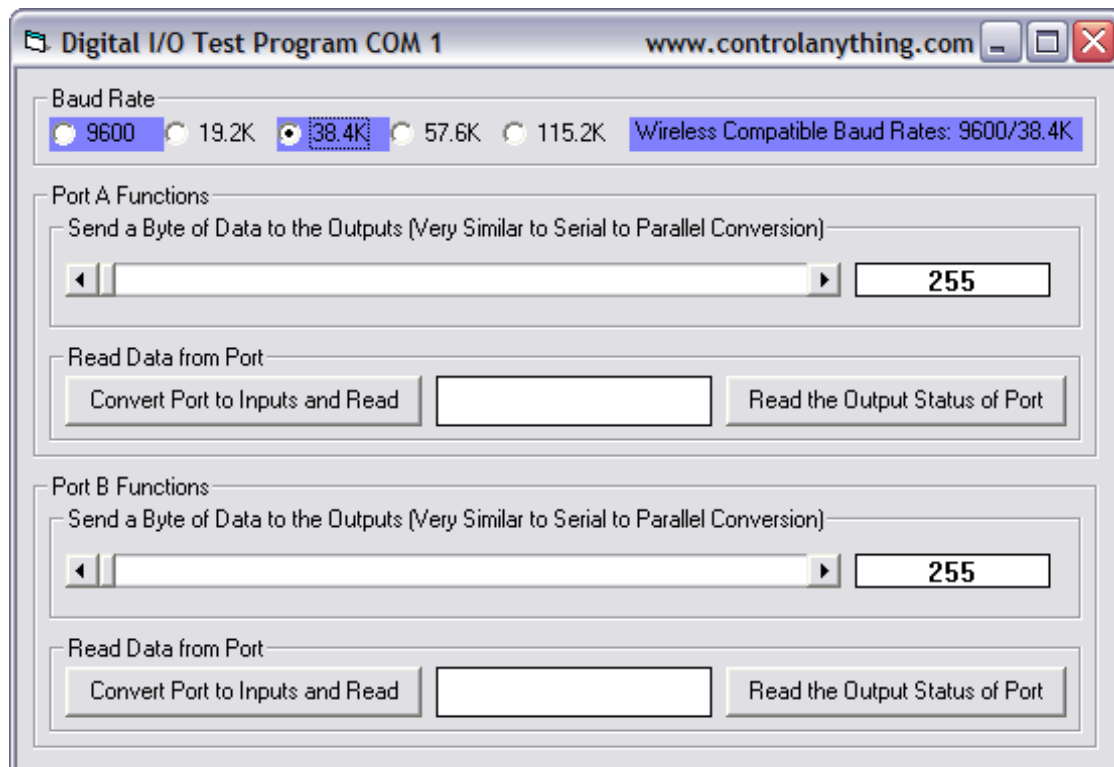 Digital I/O Test Program COM 1 www.controlanything.com
Baud Rate
9600 19.2K 38.4K 57.6K 115.2K Wireless Compatible Baud Rates: 9600/38.4K
Port A Functions
Send a Byte of Data to the Outputs (Very Similar to Serial to Parallel Conversion)
255
Read Data from Port
Convert Port to Inputs and Read Read the Output Status of Port
Port B Functions
Send a Byte of Data to the Outputs (Very Similar to Serial to Parallel Conversion)
255
Read Data from Port
Convert Port to Inputs and Read Read the Output Status of Port